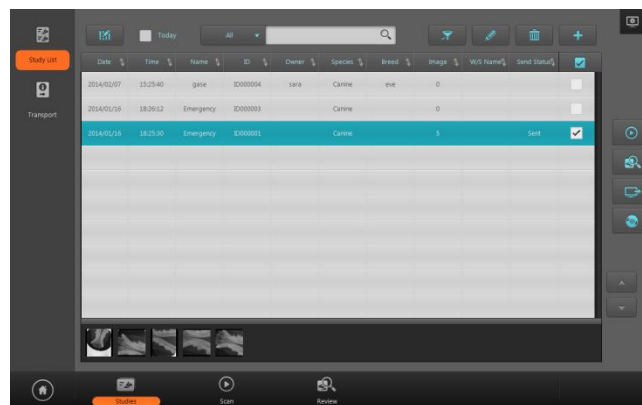 Today All
Study List
Date Time Name ID Owner Species Breed Image W/S Name Send Status
2014/02/07 15:25:40 gase ID000004 sara Canine eve 0
2014/01/16 18:26:12 Emergency ID000003 Canine 0
2014/01/16 18:25:30 Emergency ID000001 Canine 5 Sent
Transport
Studies Scan Review